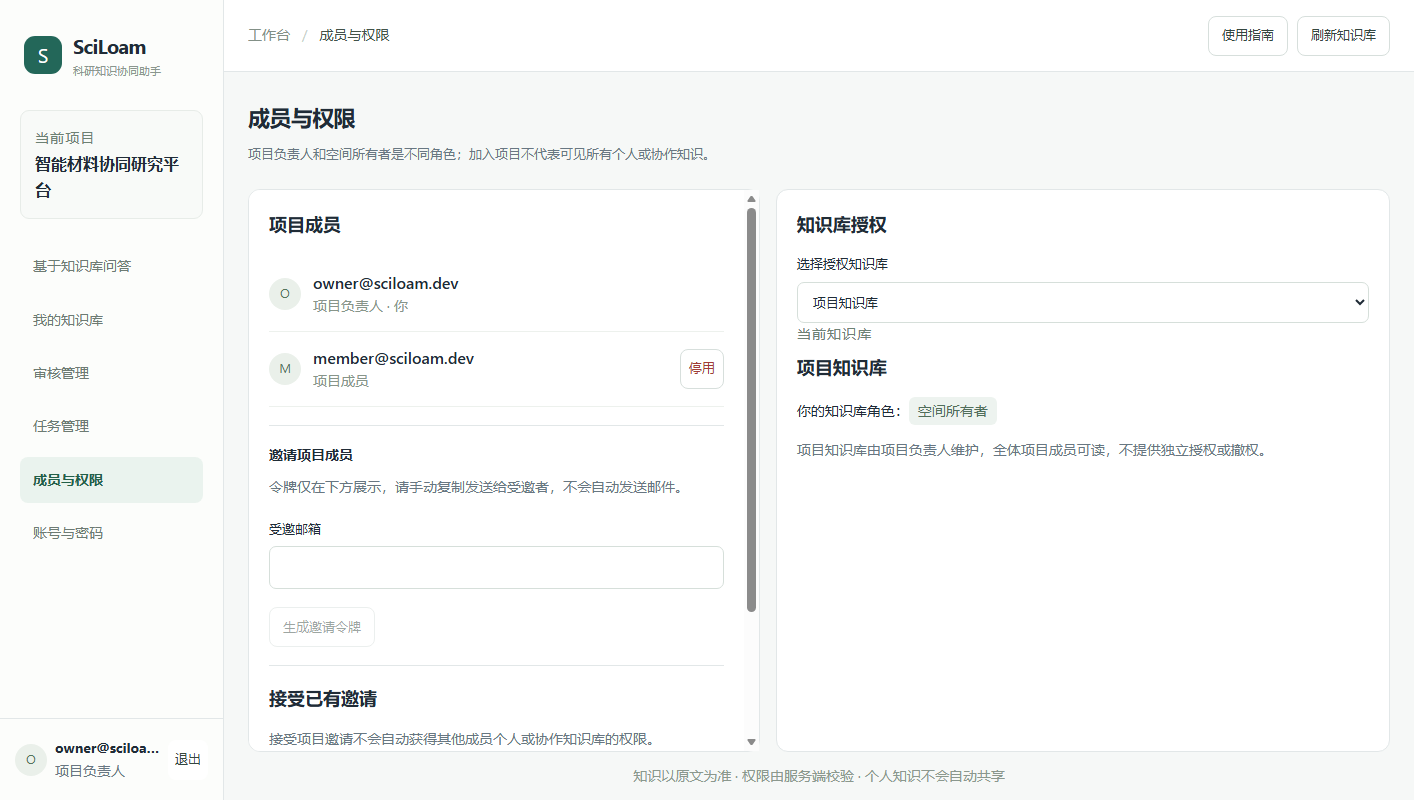 S
SciLoam
科研知识协同助手
当前项目
智能材料协同研究平
台
基于知识库问答
我的知识库
审核管理
任务管理
成员与权限
账号与密码
O
owner@sciloa...
项目负责人
退出
工作台 / 成员与权限
使用指南
刷新知识库
成员与权限
项目负责人和空间所有者是不同角色；加入项目不代表可见所有个人或协作知识。
项目成员
O
owner@sciloam.dev
项目负责人 · 你
M
member@sciloam.dev
项目成员
停用
邀请项目成员
令牌仅在下方展示，请手动复制发送给受邀者，不会自动发送邮件。
受邀邮箱
生成邀请令牌
接受已有邀请
接受项目邀请不会自动获得其他成员个人或协作知识库的权限。
知识库授权
选择授权知识库
项目知识库
当前知识库
项目知识库
你的知识库角色： 空间所有者
项目知识库由项目负责人维护，全体项目成员可读，不提供独立授权或撤权。
知识以原文为准 · 权限由服务端校验 · 个人知识不会自动共享